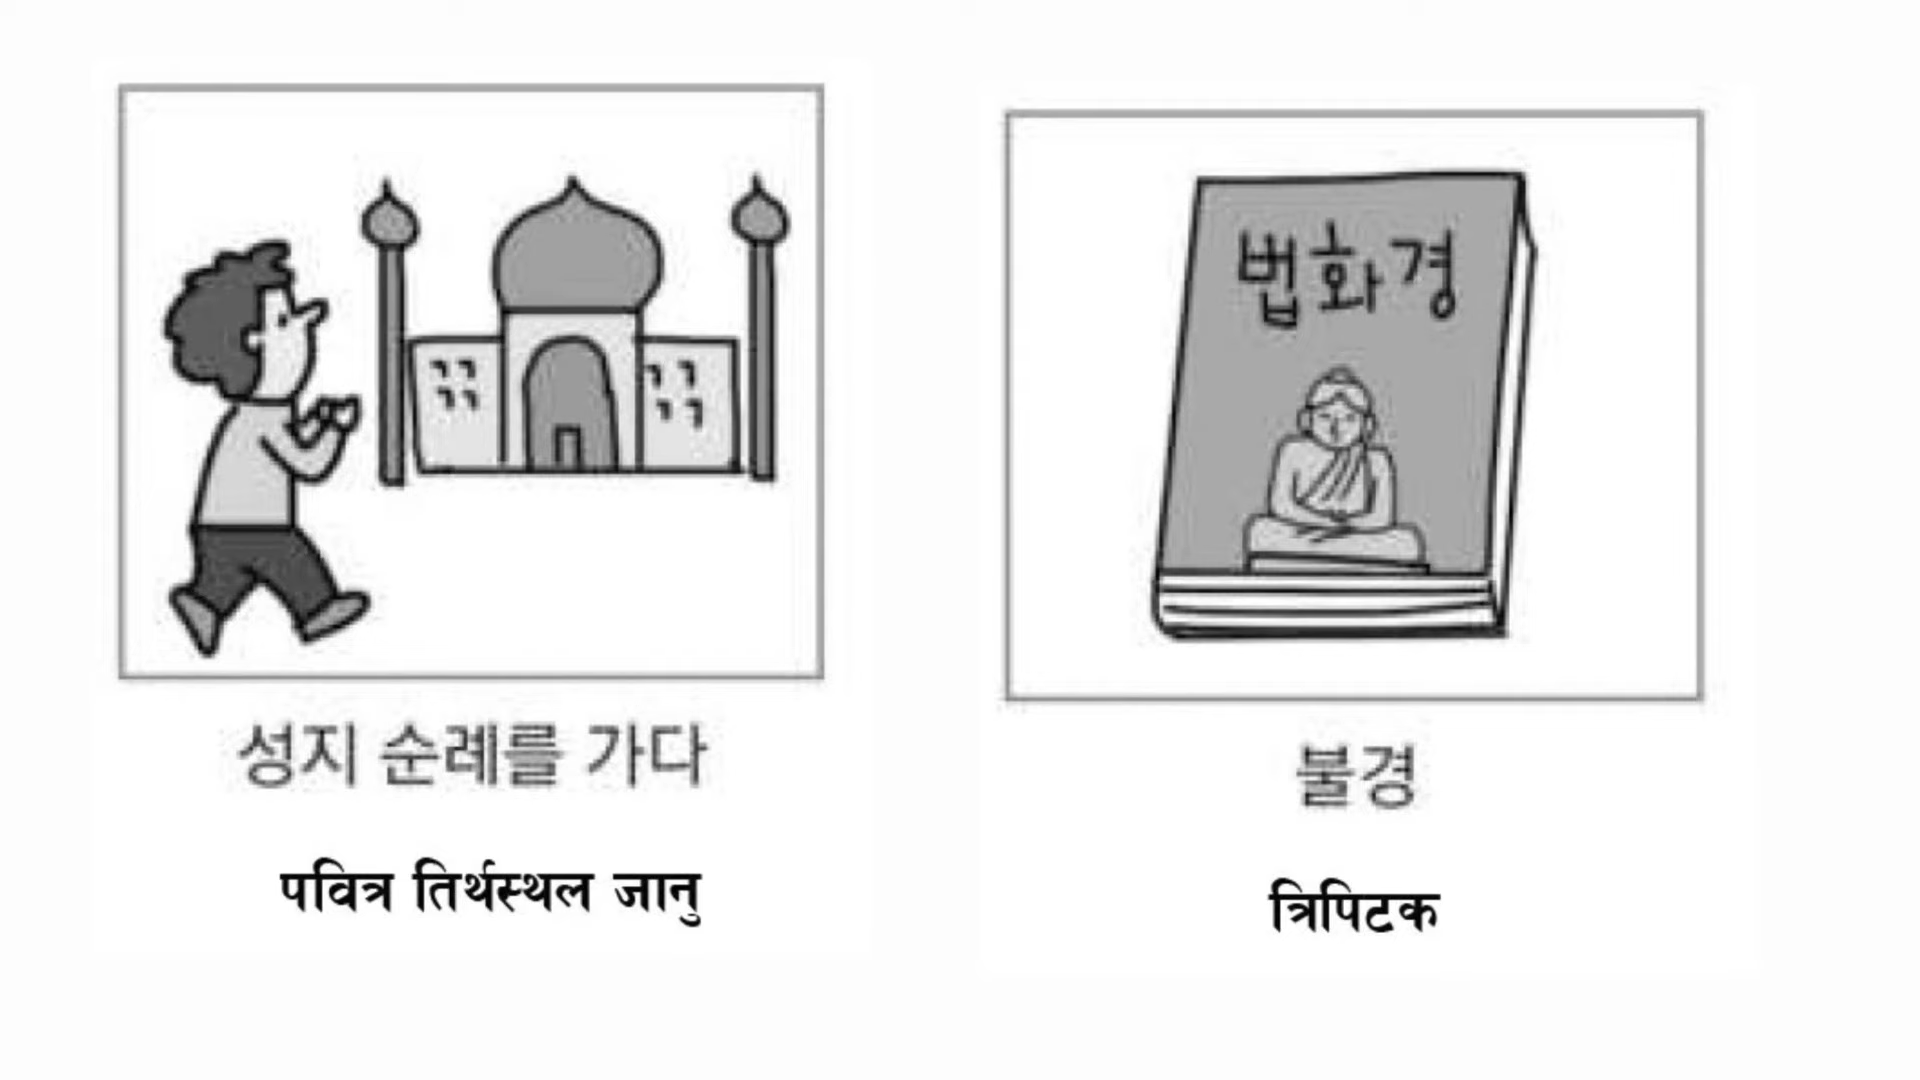 성지 순례를 가다
पवित्र तिर्थस्थल जानु
법화경
불경
त्रिपिटक